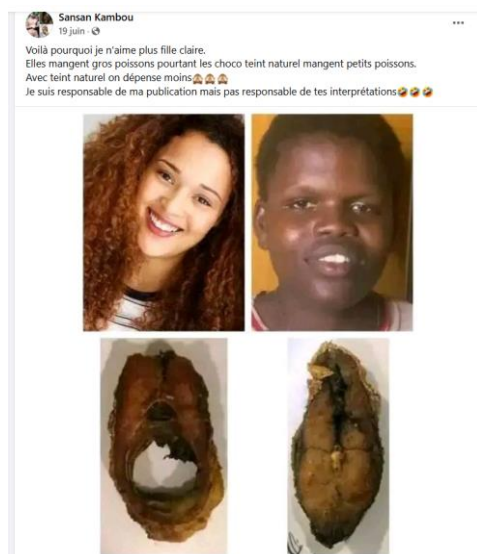 Sansan Kambou
19 juin ·
Voilà pourquoi je n'aime plus fille claire.
Elles mangent gros poissons pourtant les choco teint naturel mangent petits poissons.
Avec teint naturel on dépense moins🙈🙈🙈
Je suis responsable de ma publication mais pas responsable de tes interprétations🤣🤣🤣